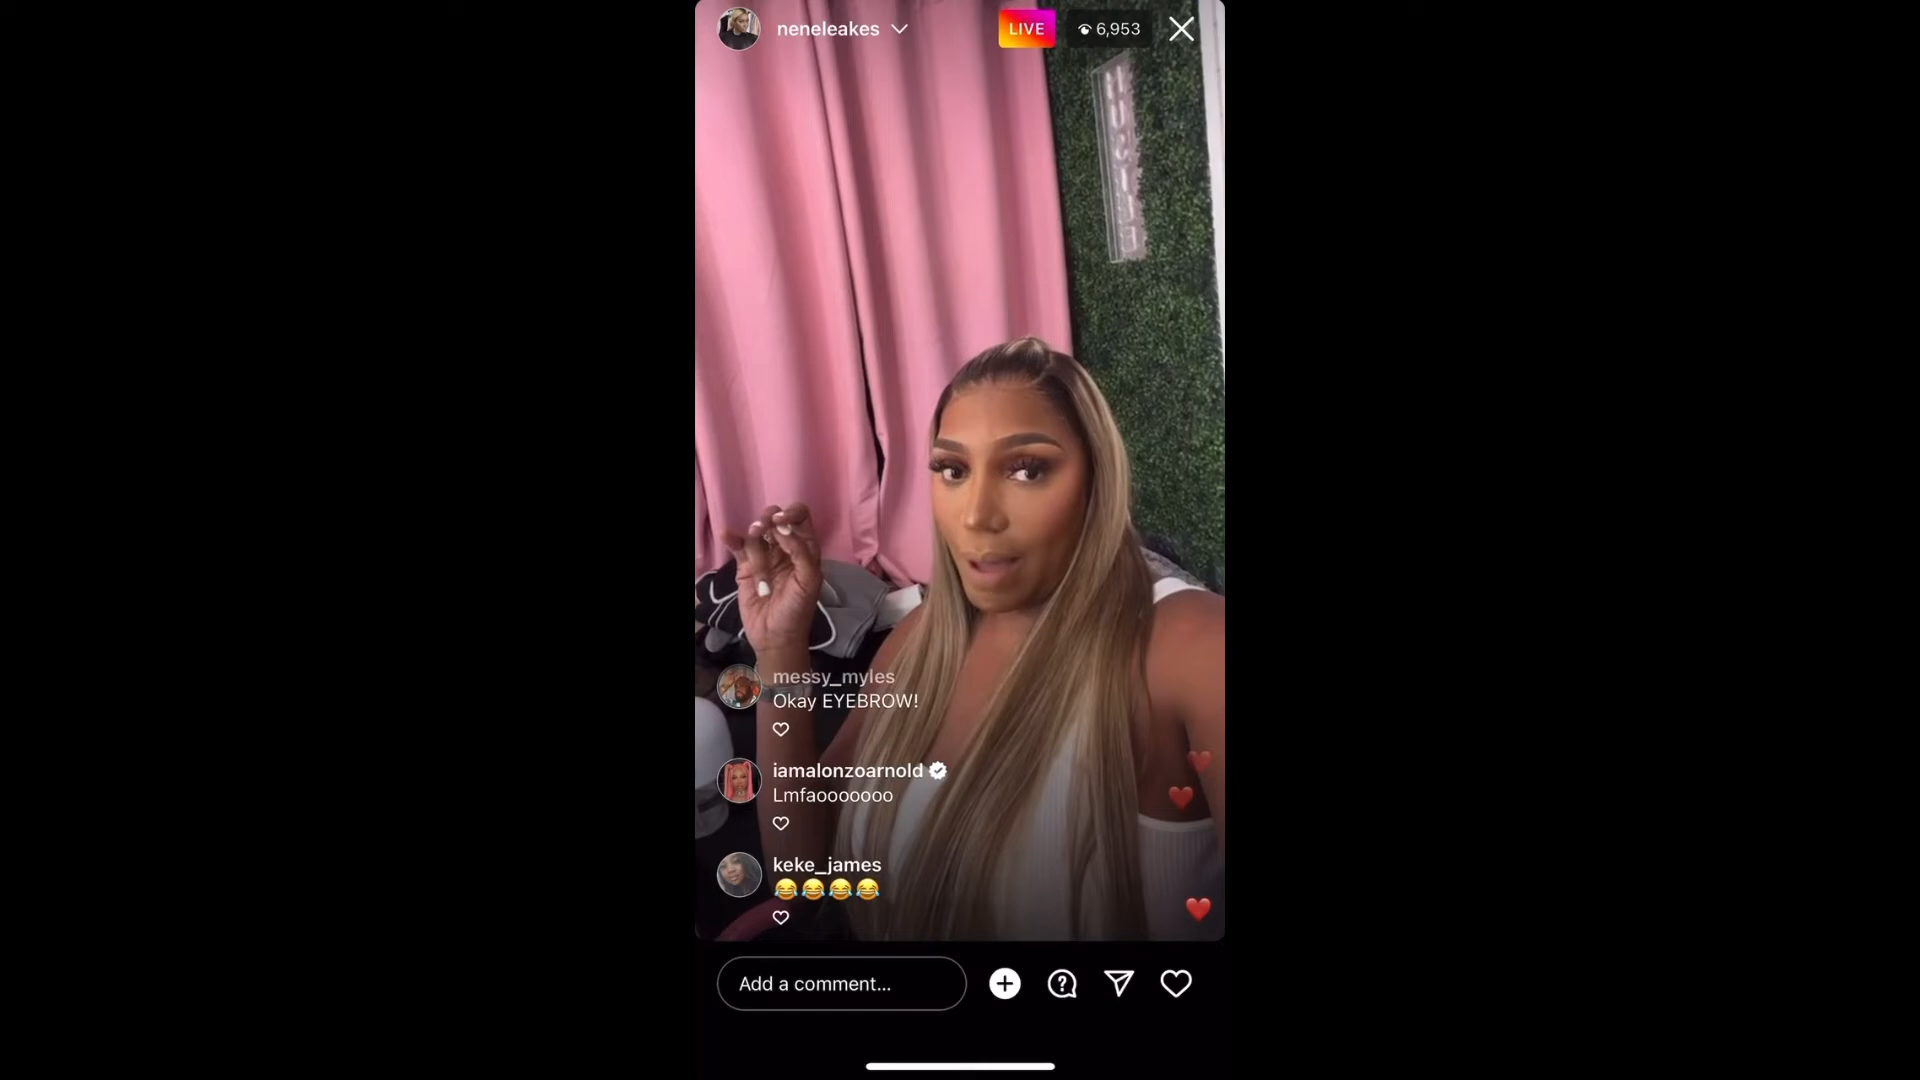 neneleakes
LIVE
6,953
messy_myles
Okay EYEBROW!
iamalonzoarnold
Lmfaooooooo
keke_james
😂😂😂😂
Add a comment...